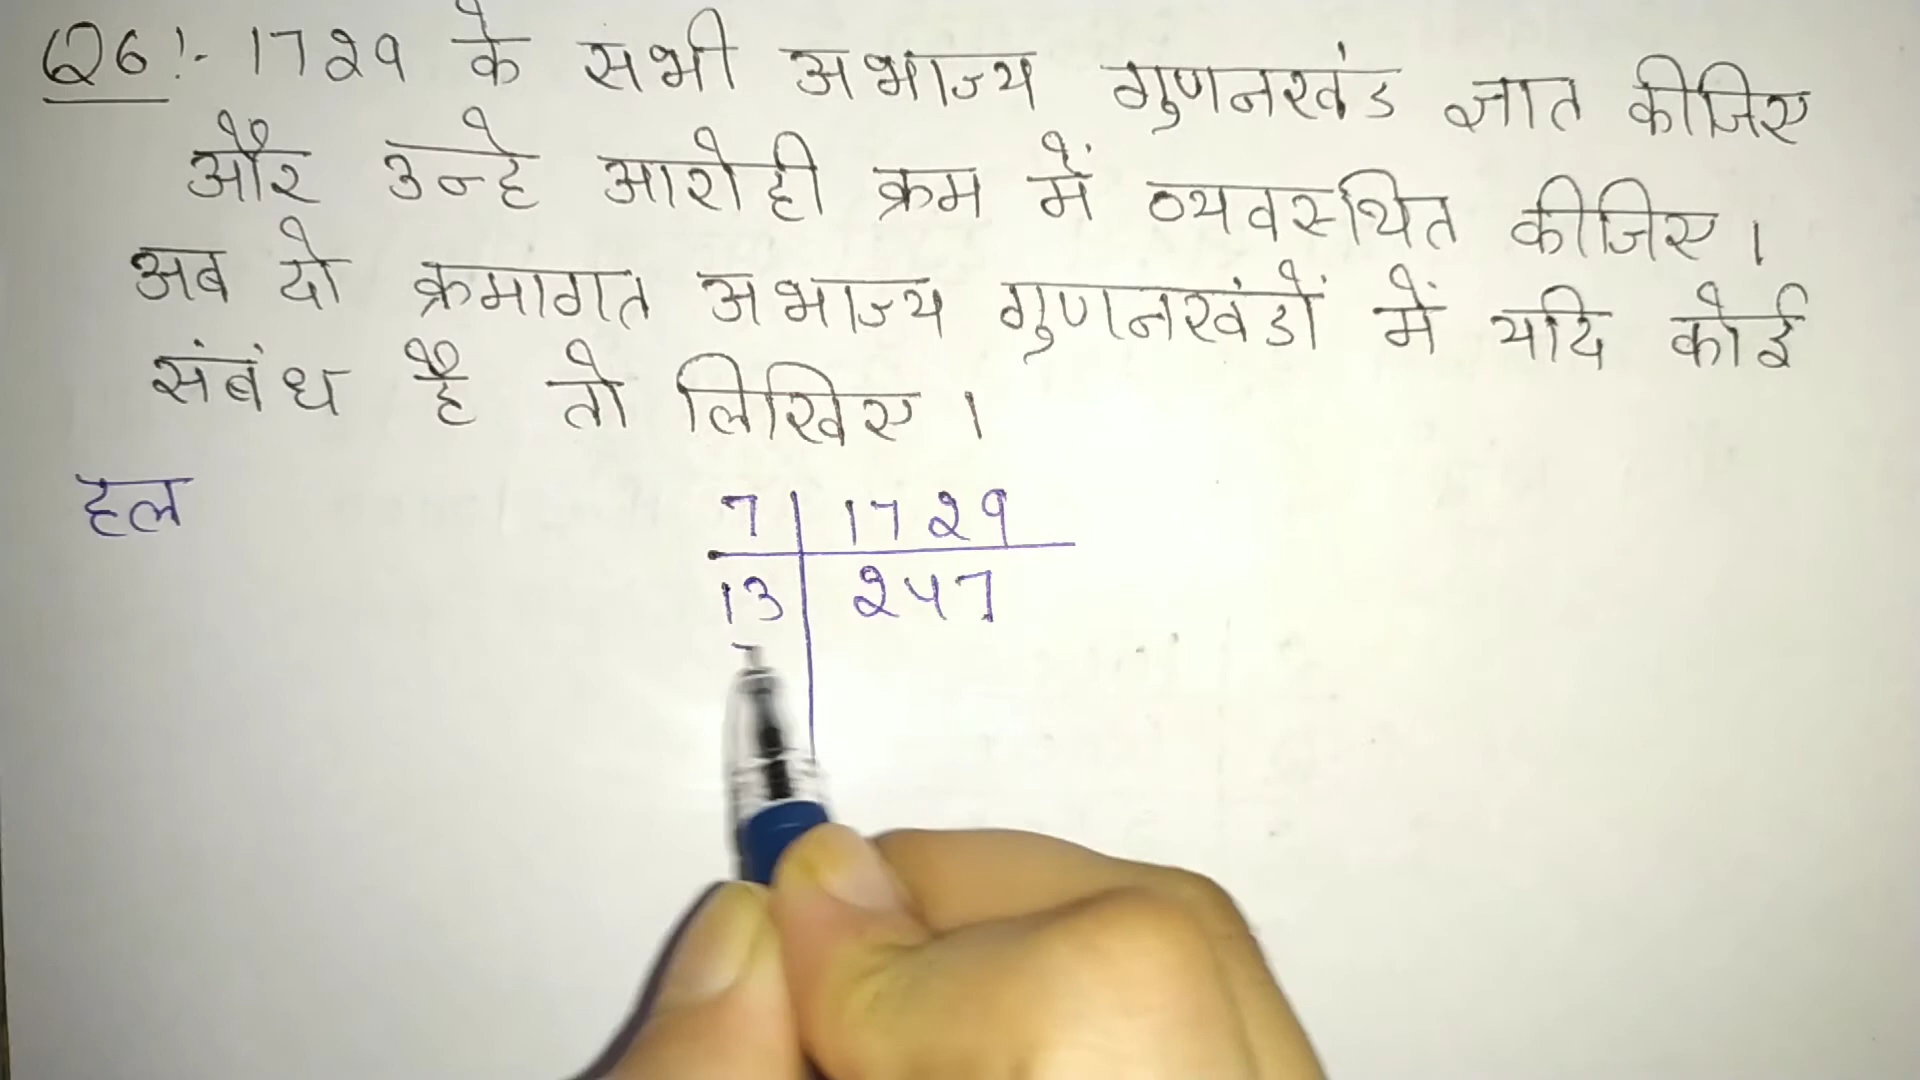 Q6:- 1729 के सभी अभाज्य गुणनखंड ज्ञात कीजिए
और उन्हे आरोही क्रम में व्यवस्थित कीजिए।
अब दो क्रमागत अभाज्य गुणनखंडों में यदि कोई
संबंध है तो लिखिए।
हल
7 | 1729
13 | 247